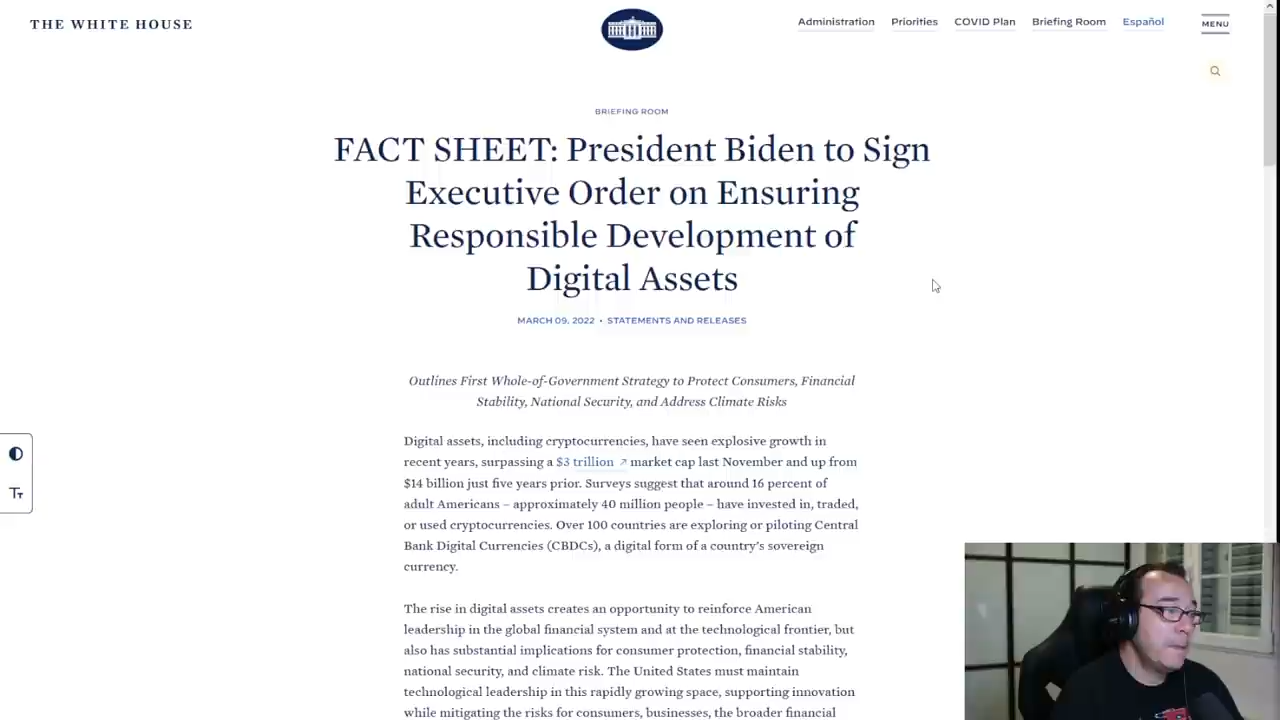 THE WHITE HOUSE
Administration Priorities COVID Plan Briefing Room Español MENU
BRIEFING ROOM
FACT SHEET: President Biden to Sign
Executive Order on Ensuring
Responsible Development of
Digital Assets
MARCH 09, 2022 • STATEMENTS AND RELEASES
Outlines First Whole-of-Government Strategy to Protect Consumers, Financial
Stability, National Security, and Address Climate Risks
Digital assets, including cryptocurrencies, have seen explosive growth in
recent years, surpassing a $3 trillion ↗ market cap last November and up from
$14 billion just five years prior. Surveys suggest that around 16 percent of
adult Americans – approximately 40 million people – have invested in, traded,
or used cryptocurrencies. Over 100 countries are exploring or piloting Central
Bank Digital Currencies (CBDCs), a digital form of a country's sovereign
currency.
Tт
The rise in digital assets creates an opportunity to reinforce American
leadership in the global financial system and at the technological frontier, but
also has substantial implications for consumer protection, financial stability,
national security, and climate risk. The United States must maintain
technological leadership in this rapidly growing space, supporting innovation
while mitigating the risks for consumers, businesses, the broader financial